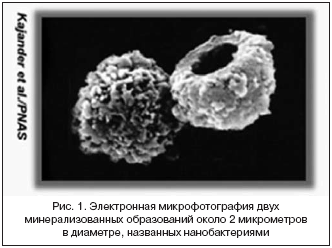 Kajander et al./PNAS
Рис. 1. Электронная микрофотография двух
минерализованных образований около 2 микрометров
в диаметре, названных нанобактериями